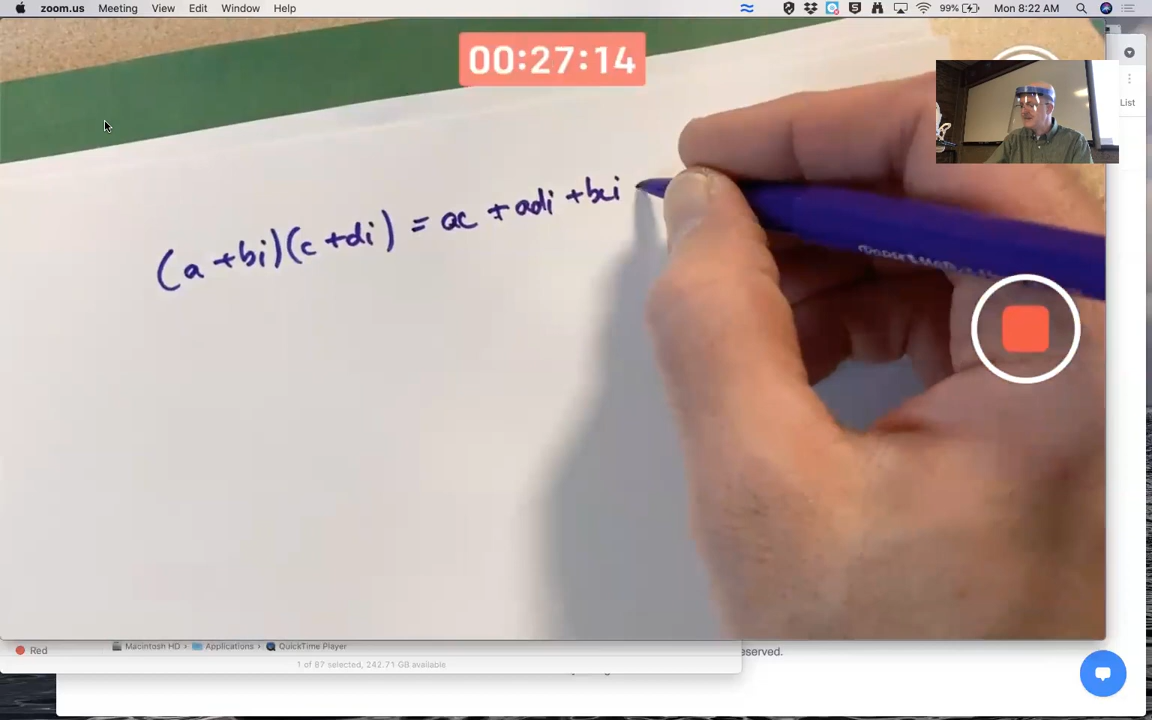 zoom.us Meeting View Edit Window Help
99% Mon 8:22 AM
00:27:14
List
(a+bi)(c+di) = ac + adi + bci
Red
Macintosh HD › Applications › QuickTime Player
1 of 87 selected, 242.71 GB available
eserved.